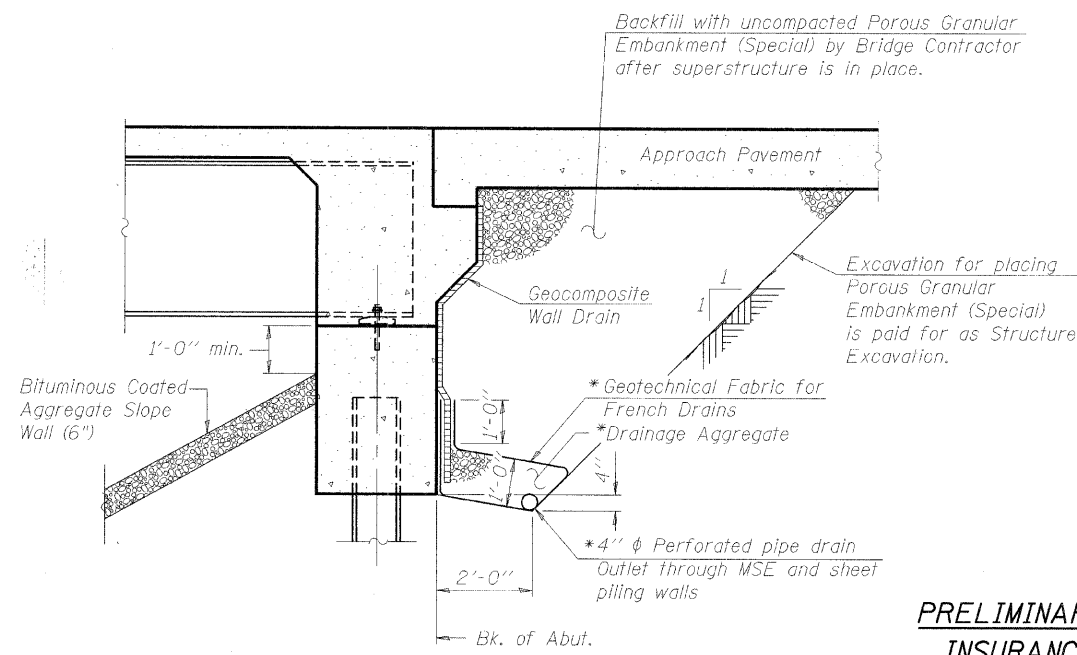 Backfill with uncompacted Porous Granular
Embankment (Special) by Bridge Contractor
after superstructure is in place.
Approach Pavement
Excavation for placing
Porous Granular
Embankment (Special)
is paid for as Structure
Excavation.
1
1
Geocomposite
Wall Drain
1'-0" min.
Bituminous Coated
Aggregate Slope
Wall (6")
*Geotechnical Fabric for
French Drains
*Drainage Aggregate
1'-0"
1'-0"
4"
*4" ϕ Perforated pipe drain
Outlet through MSE and sheet
piling walls
2'-0"
Bk. of Abut.
PRELIMINAR
INSURANC